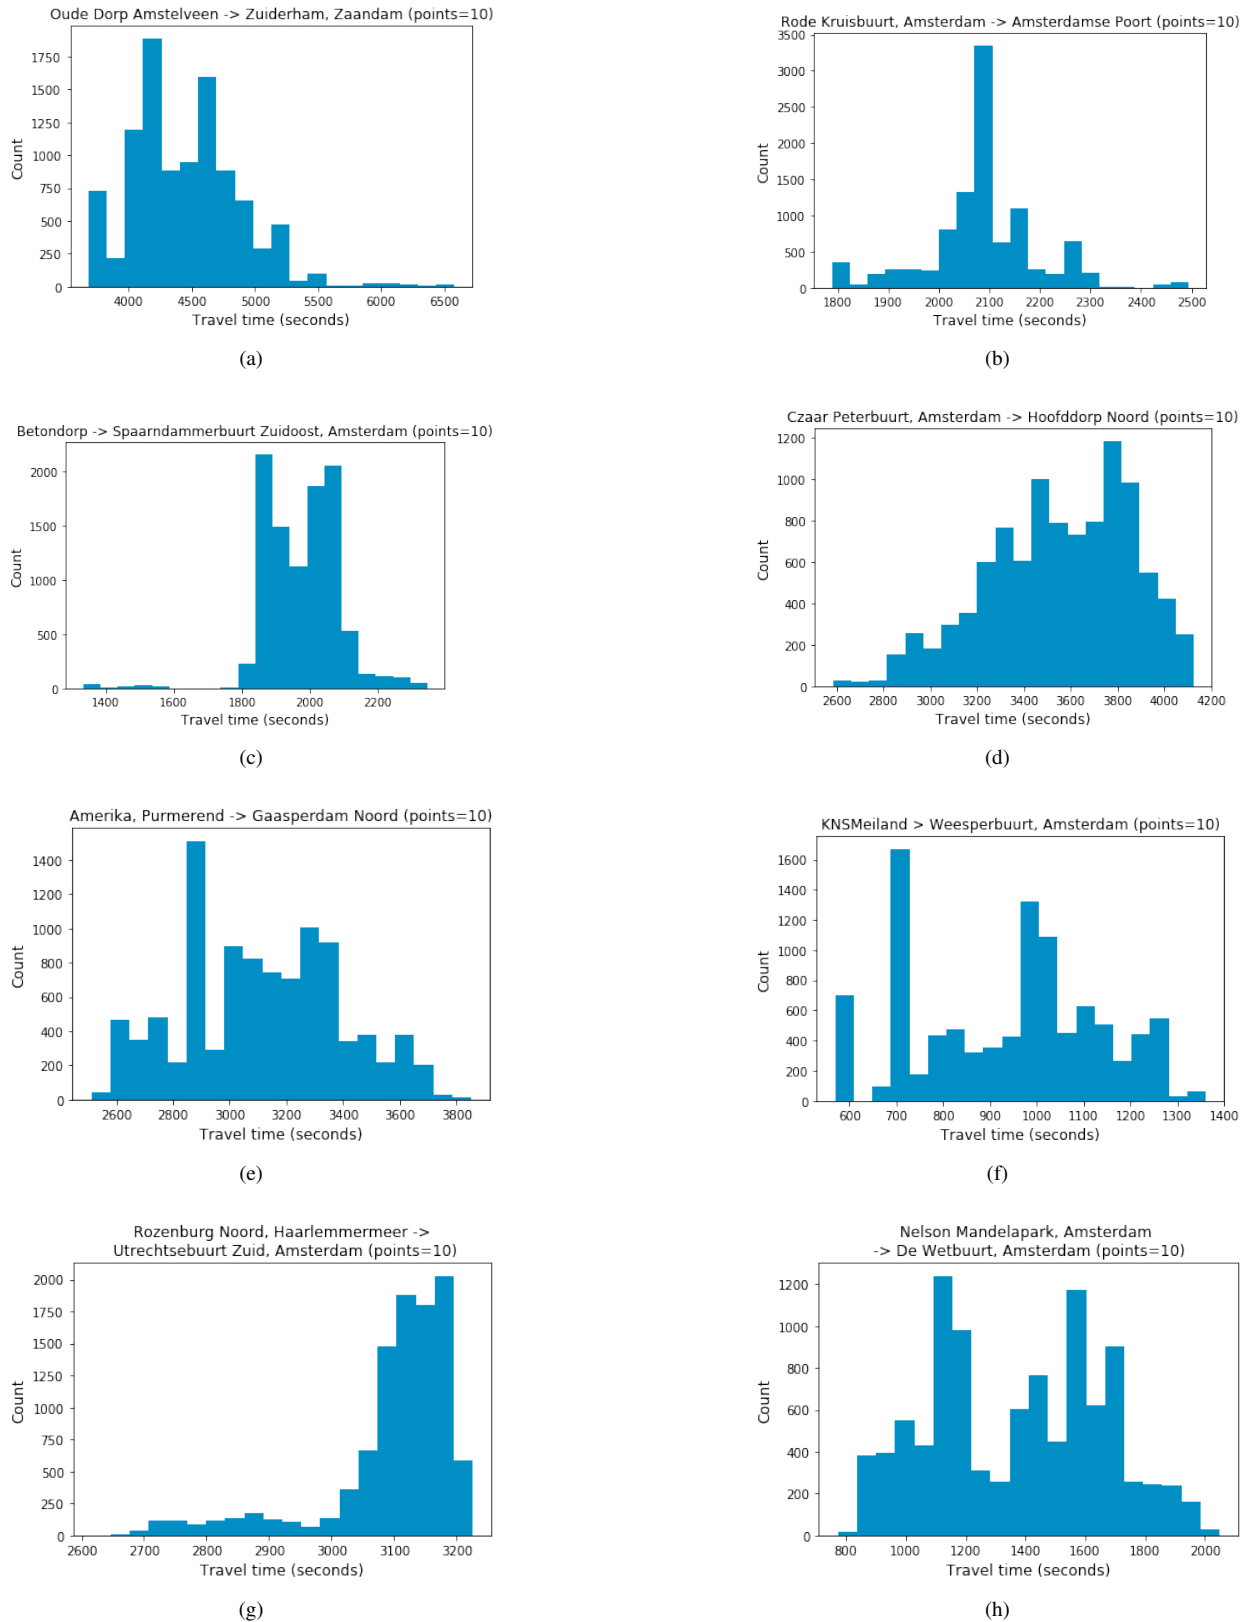 Oude Dorp Amstelveen -> Zuiderham, Zaandam (points=10)
Count
1750
1500
1250
1000
750
500
250
0
4000 4500 5000 5500 6000 6500
Travel time (seconds)
(a)
Rode Kruisbuurt, Amsterdam -> Amsterdamse Poort (points=10)
Count
3500
3000
2500
2000
1500
1000
500
0
1800 1900 2000 2100 2200 2300 2400 2500
Travel time (seconds)
(b)
Betondorp -> Spaarndammerbuurt Zuidoost, Amsterdam (points=10)
Count
2000
1500
1000
500
0
1400 1600 1800 2000 2200
Travel time (seconds)
(c)
Czaar Peterbuurt, Amsterdam -> Hoofddorp Noord (points=10)
Count
1200
1000
800
600
400
200
0
2600 2800 3000 3200 3400 3600 3800 4000 4200
Travel time (seconds)
(d)
Amerika, Purmerend -> Gaasperdam Noord (points=10)
Count
1400
1200
1000
800
600
400
200
0
2600 2800 3000 3200 3400 3600 3800
Travel time (seconds)
(e)
KNSMeiland > Weesperbuurt, Amsterdam (points=10)
Count
1600
1400
1200
1000
800
600
400
200
0
600 700 800 900 1000 1100 1200 1300 1400
Travel time (seconds)
(f)
Rozenburg Noord, Haarlemmermeer ->
Utrechtsebuurt Zuid, Amsterdam (points=10)
Count
2000
1750
1500
1250
1000
750
500
250
0
2600 2700 2800 2900 3000 3100 3200
Travel time (seconds)
(g)
Nelson Mandelapark, Amsterdam
-> De Wetbuurt, Amsterdam (points=10)
Count
1200
1000
800
600
400
200
0
800 1000 1200 1400 1600 1800 2000
Travel time (seconds)
(h)